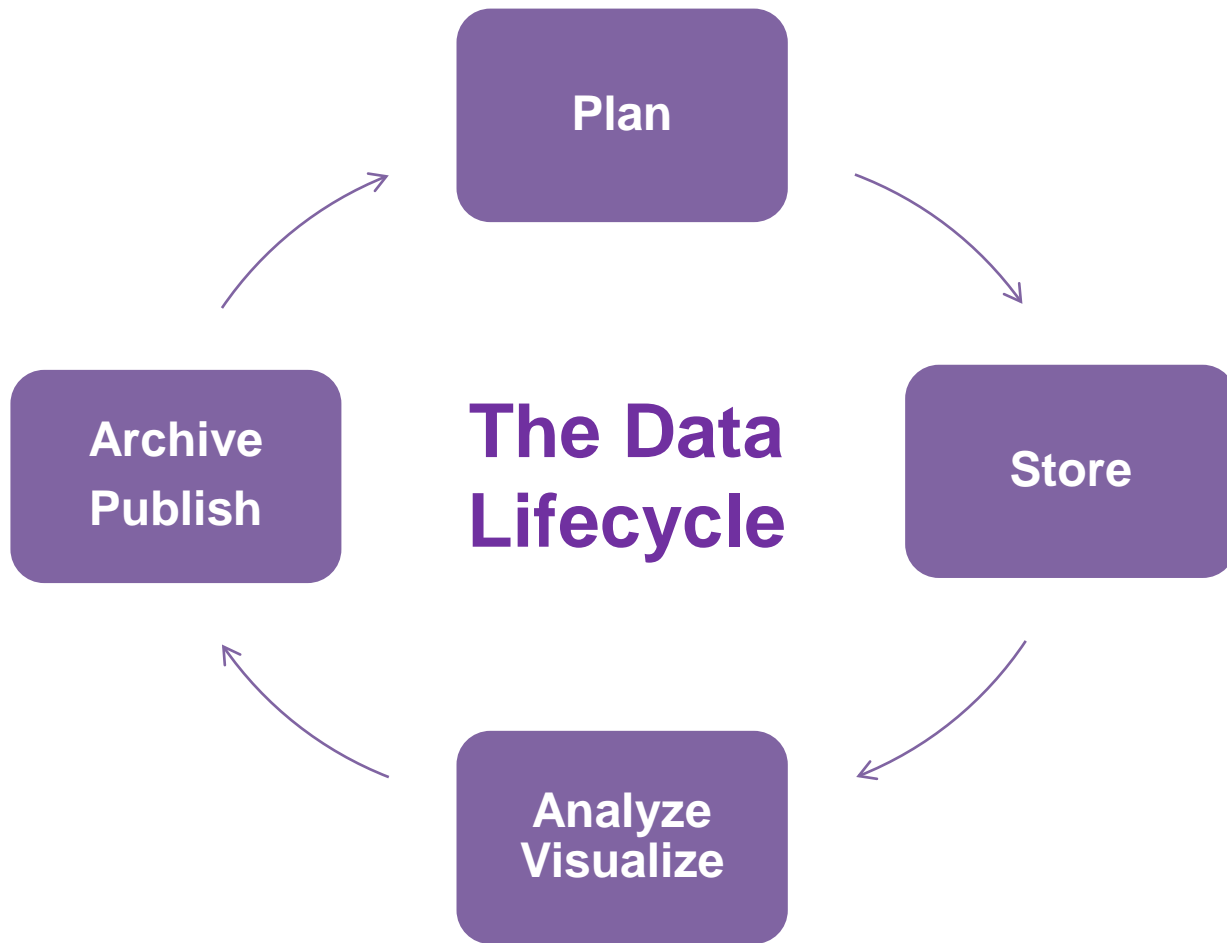 Plan
Archive
Publish
The Data
Lifecycle
Store
Analyze
Visualize